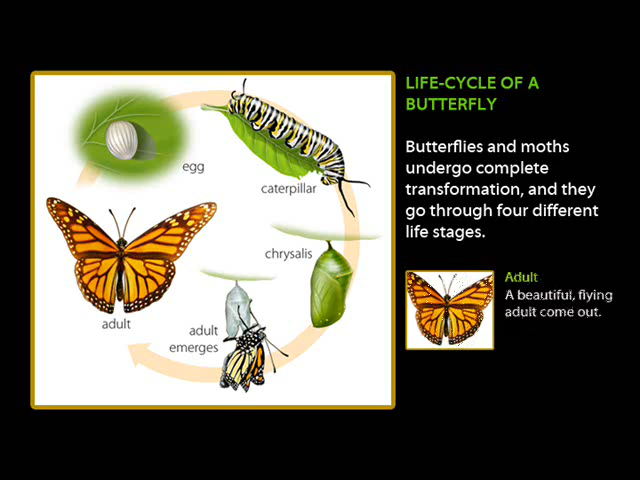 LIFE-CYCLE OF A
BUTTERFLY
Butterflies and moths
undergo complete
transformation, and they
go through four different
life stages.
Adult
A beautiful, flying
adult come out.
egg
caterpillar
chrysalis
adult
emerges
adult